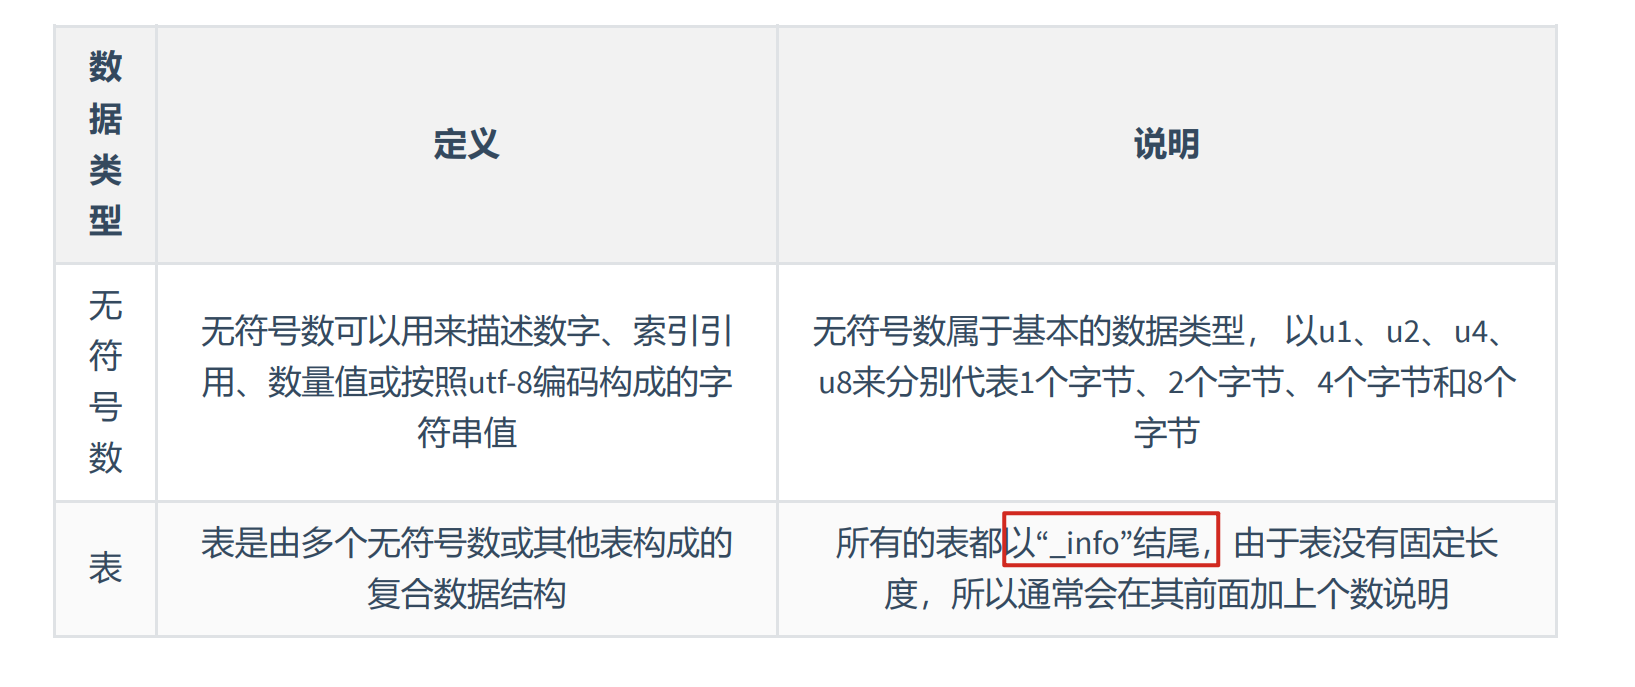 数
据
类
型
定义
说明
无
符
号
数
无符号数可以用来描述数字、索引引
用、数量值或按照utf-8编码构成的字
符串值
无符号数属于基本的数据类型，以u1、u2、u4、
u8来分别代表1个字节、2个字节、4个字节和8个
字节
表
表是由多个无符号数或其他表构成的
复合数据结构
所有的表都以“_info”结尾，由于表没有固定长
度，所以通常会在其前面加上个数说明